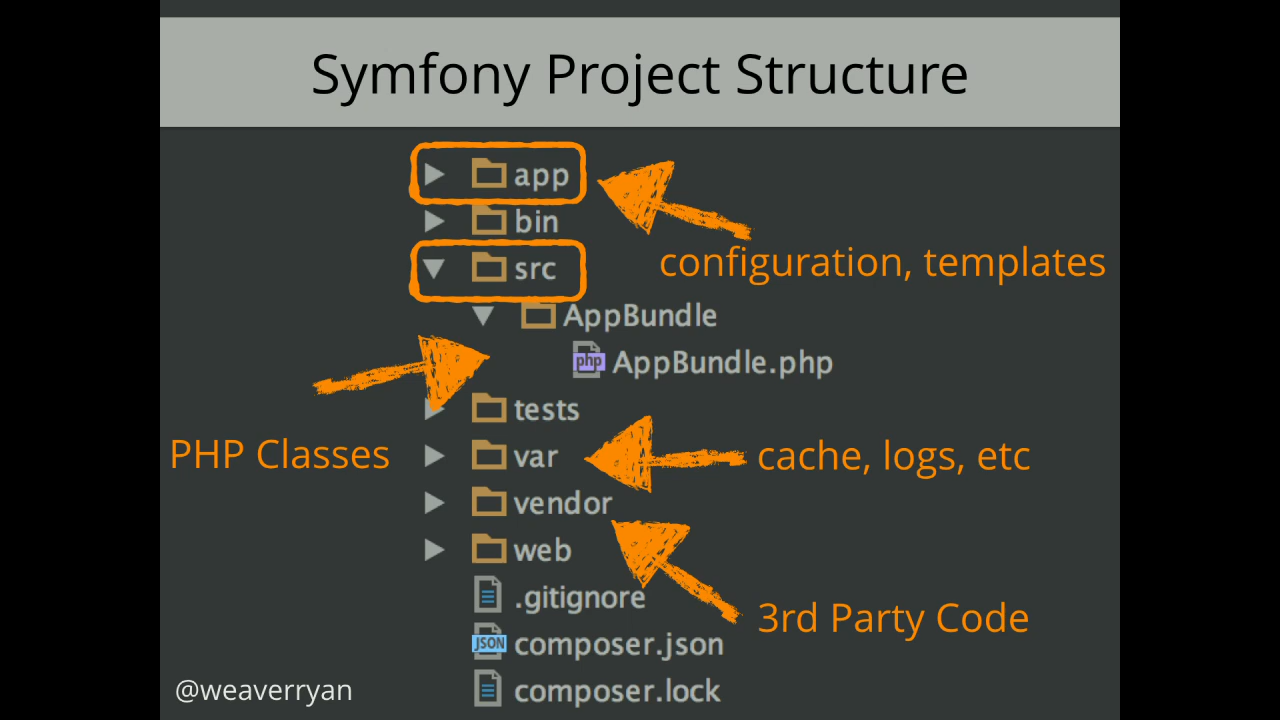 Symfony Project Structure
app
bin
configuration, templates
src
AppBundle
php AppBundle.php
tests
PHP Classes
var
cache, logs, etc
vendor
web
.gitignore
3rd Party Code
JSON composer.json
composer.lock
@weaverryan